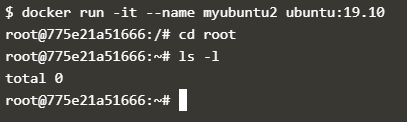 $ docker run -it --name myubuntu2 ubuntu:19.10
root@775e21a51666:/# cd root
root@775e21a51666:~# ls -l
total 0
root@775e21a51666:~#